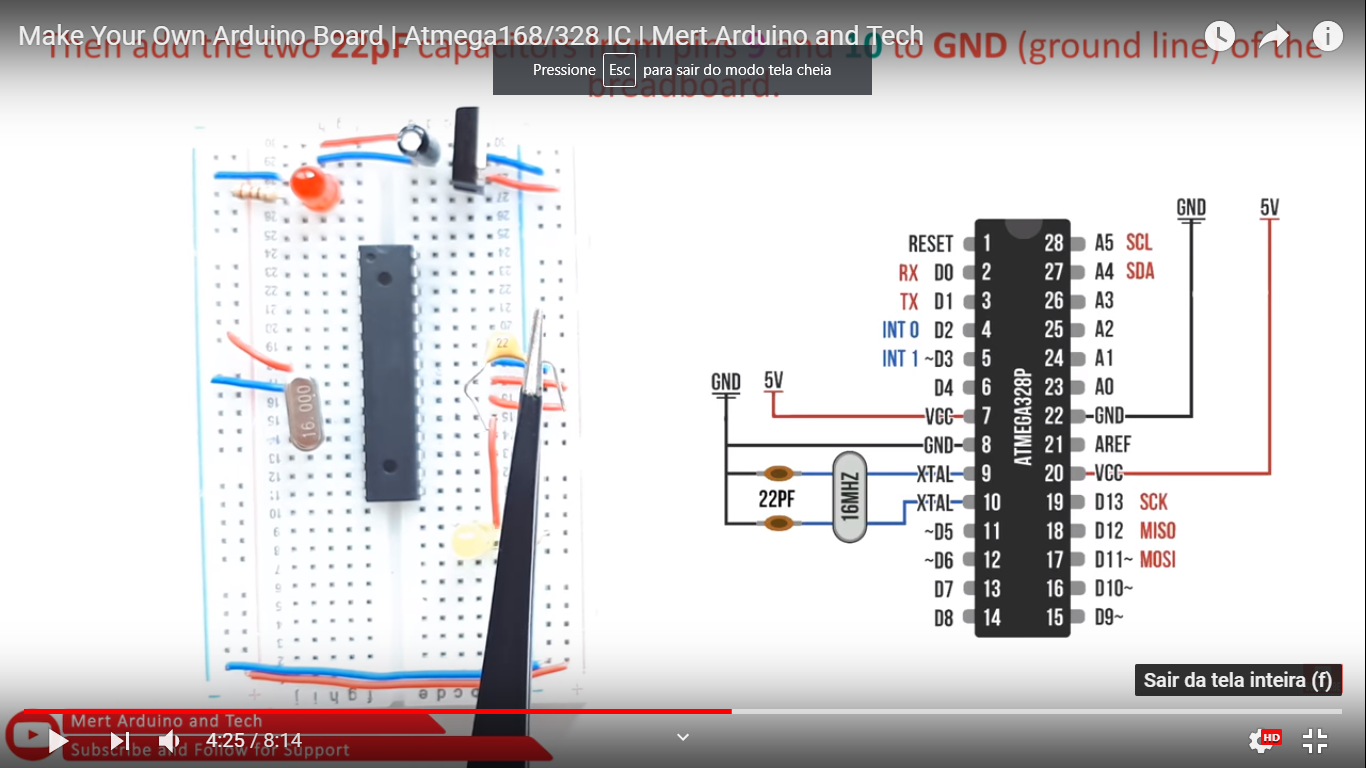 Make Your Own Arduino Board | Atmega168/328 IC | Mert Arduino and Tech
Then add the two 22pF capacitors from pins 9 and 10 to GND (ground line) of the
breadboard.
Pressione Esc para sair do modo tela cheia
GND
5V
RESET 1 28 A5 SCL
RX D0 2 27 A4 SDA
TX D1 3 26 A3
INT 0 D2 4 25 A2
INT 1 ~D3 5 24 A1
D4 6 23 A0
GND
5V
VCC 7 22 GND
GND 8 21 AREF
XTAL 9 20 VCC
XTAL 10 19 D13 SCK
~D5 11 18 D12 MISO
~D6 12 17 D11~ MOSI
D7 13 16 D10~
D8 14 15 D9~
ATMEGA328P
22PF
16MHZ
22
16.000
Sair da tela inteira (f)
Mert Arduino and Tech
Subscribe and Follow for Support
4:25 / 8:14
HD